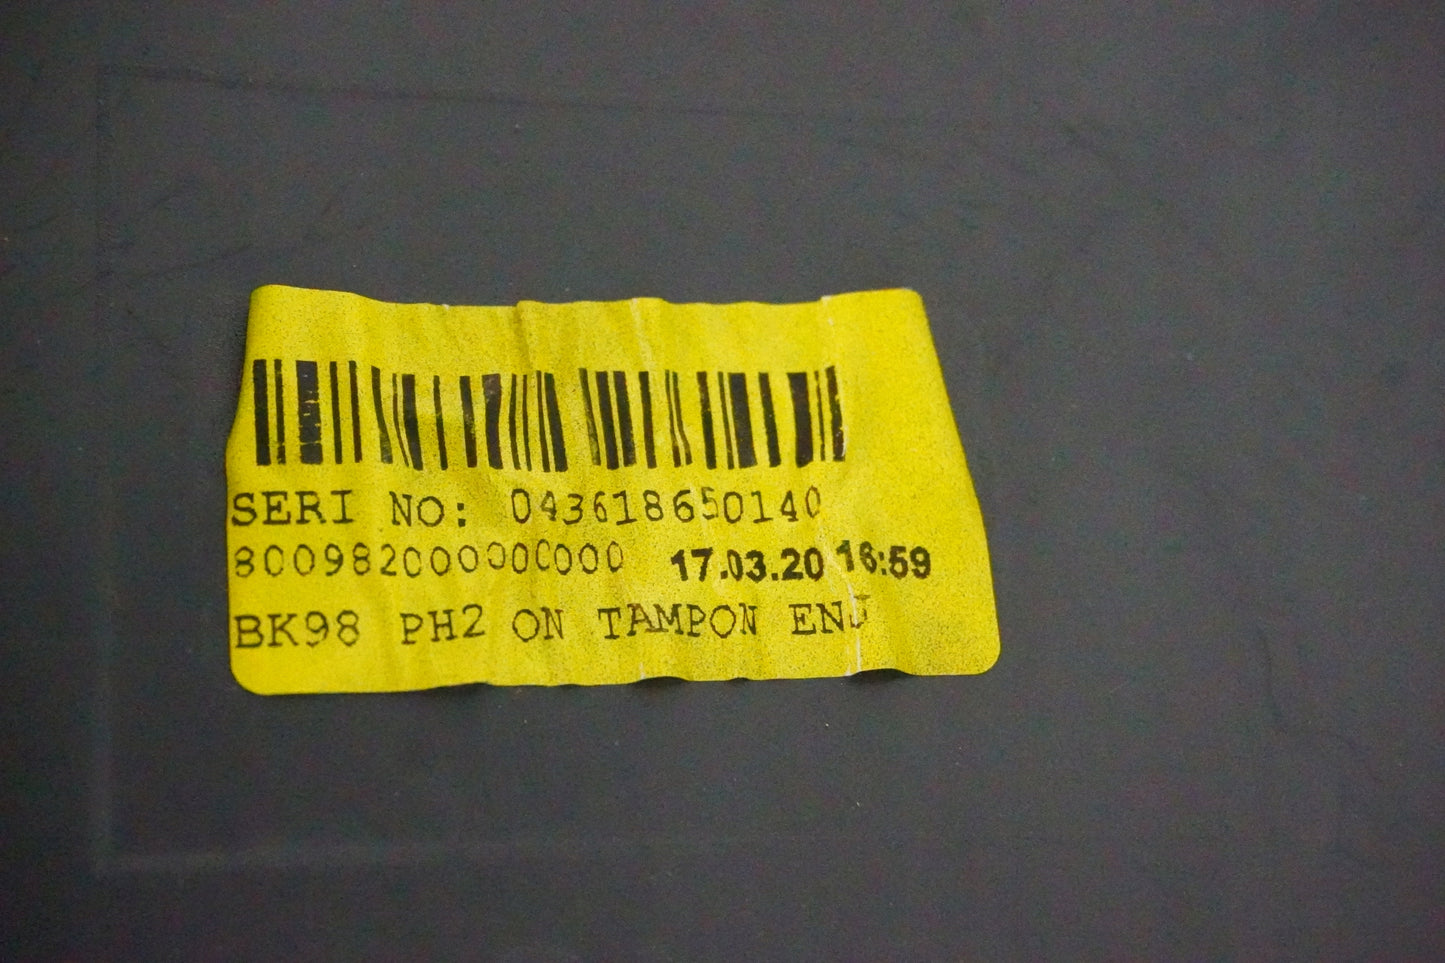 SERI NO: 043618650140
800982000000000 17.03.20 16:59
BK98 PH2 ON TAMPON ENJ